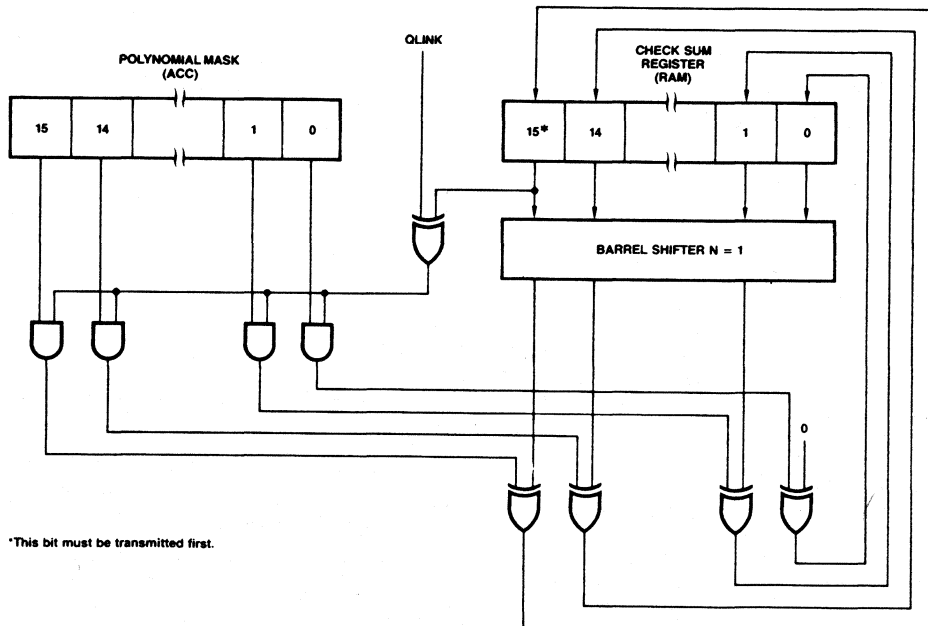 QLINK
POLYNOMIAL MASK
(ACC)
CHECK SUM
REGISTER
(RAM)
15 14 1 0
15* 14 1 0
BARREL SHIFTER N = 1
0
*This bit must be transmitted first.